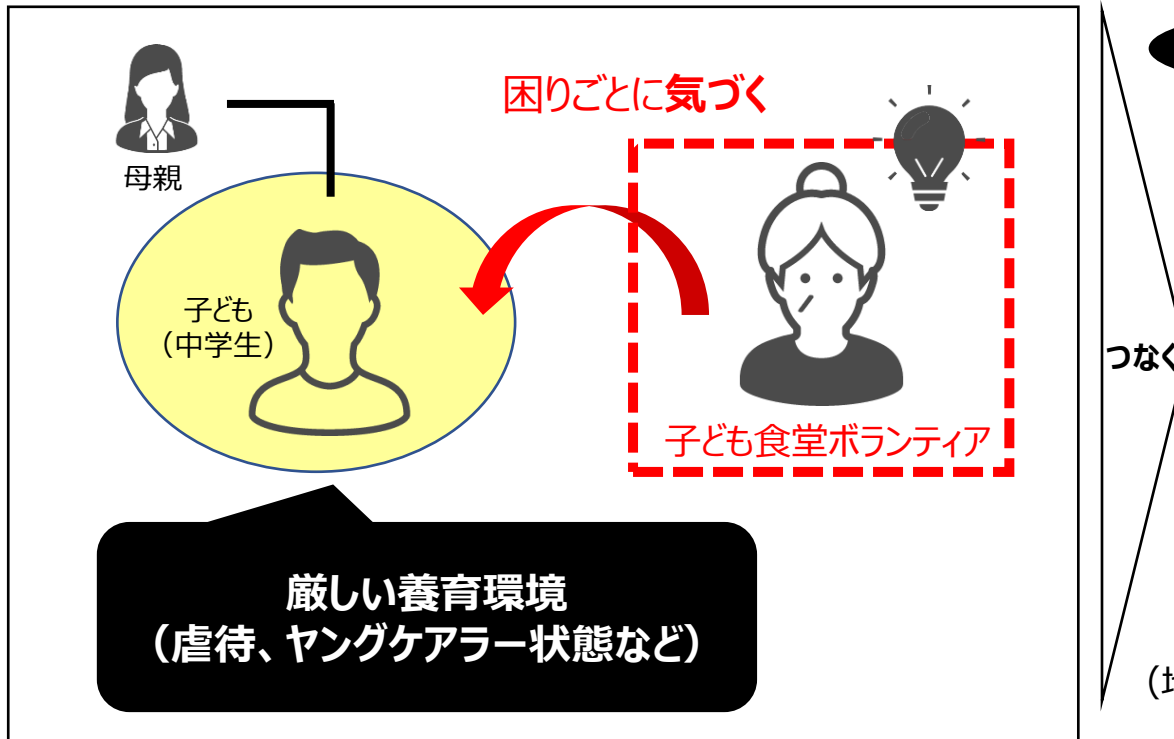 困りごとに気づく
母親
子ども
（中学生）
子ども食堂ボランティア
厳しい養育環境
（虐待、ヤングケアラー状態など）
つなぐ